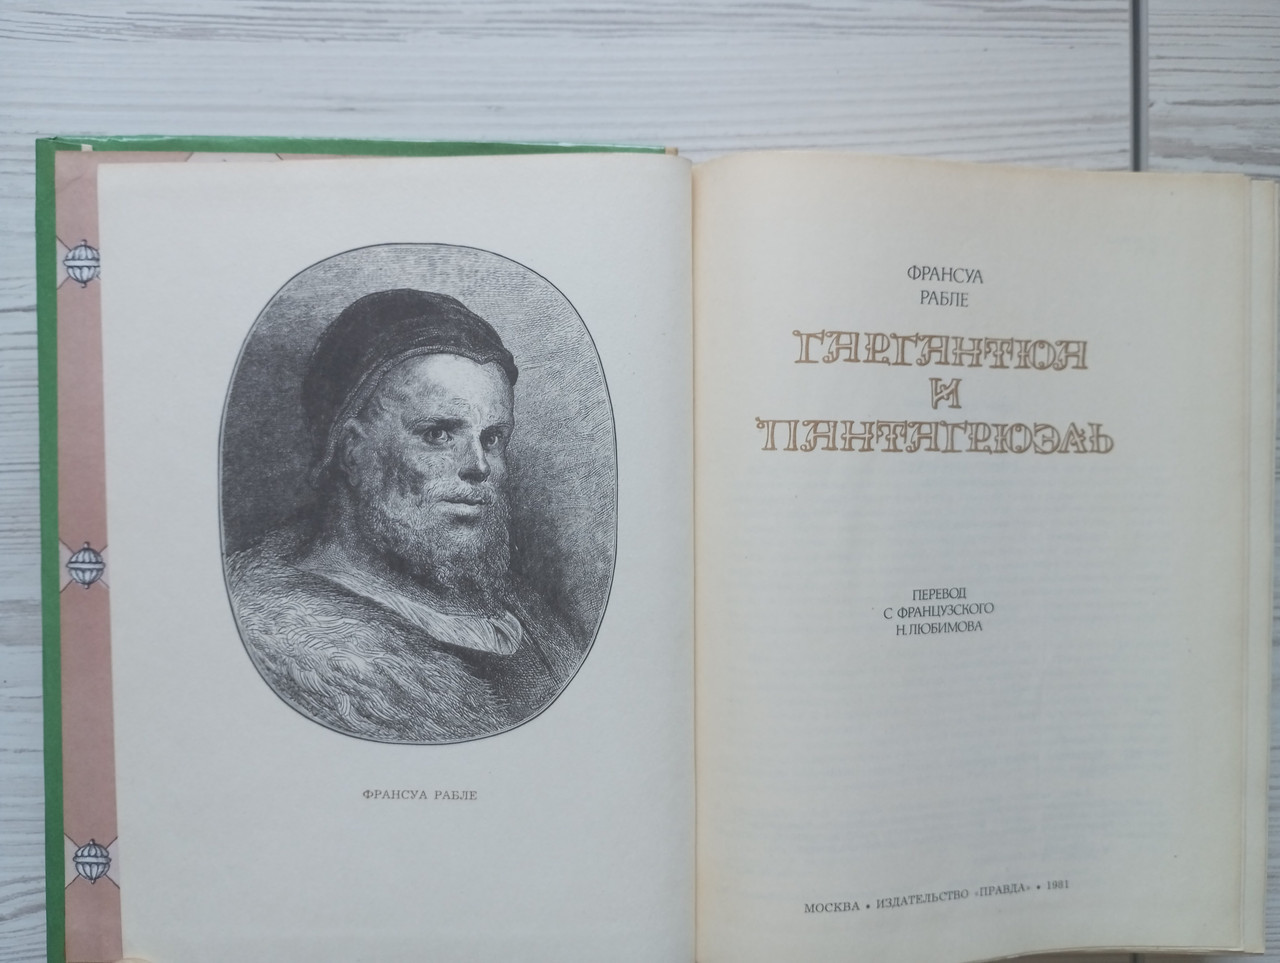 ФРАНСУА РАБЛЕ
ФРАНСУА
РАБЛЕ
ГАРГАНТЮА
И
ПАНТАГРЮЭЛЬ
ПЕРЕВОД
С ФРАНЦУЗСКОГО
Н. ЛЮБИМОВА
МОСКВА • ИЗДАТЕЛЬСТВО «ПРАВДА» • 1981